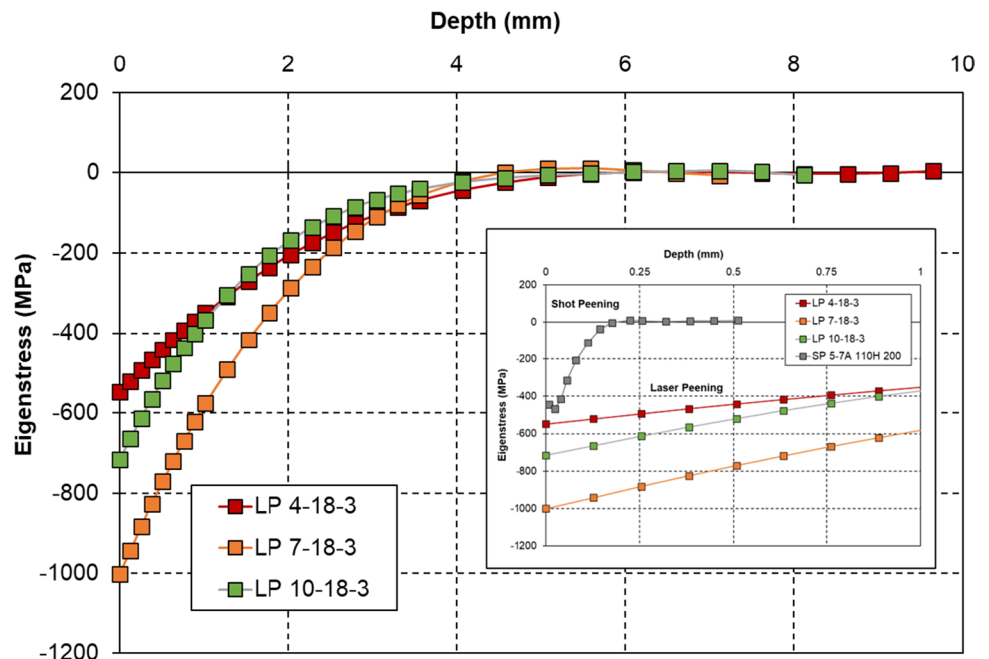 Depth (mm)
0 2 4 6 8 10
200
0
-200
-400
-600
-800
-1000
-1200
Eigenstress (MPa)
LP 4-18-3
LP 7-18-3
LP 10-18-3
Depth (mm)
0 0.25 0.5 0.75 1
200
0
-200
-400
-600
-800
-1000
-1200
Eigenstress (MPa)
Shot Peening
LP 4-18-3
LP 7-18-3
LP 10-18-3
SP 5-7A 110H 200
Laser Peening